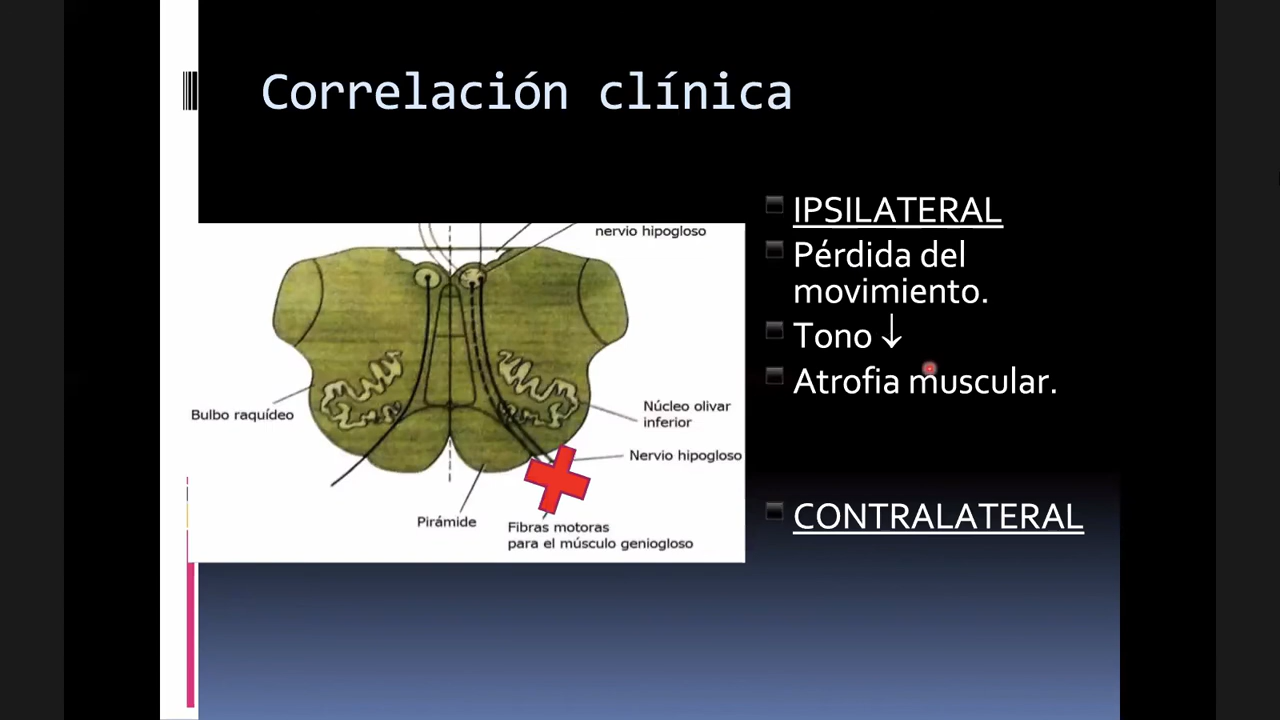 Correlación clínica
nervio hipogloso
Bulbo raquídeo
Núcleo olivar
inferior
Nervio hipogloso
Pirámide
Fibras motoras
para el músculo geniogloso
IPSILATERAL
Pérdida del
movimiento.
Tono ↓
Atrofia muscular.
CONTRALATERAL